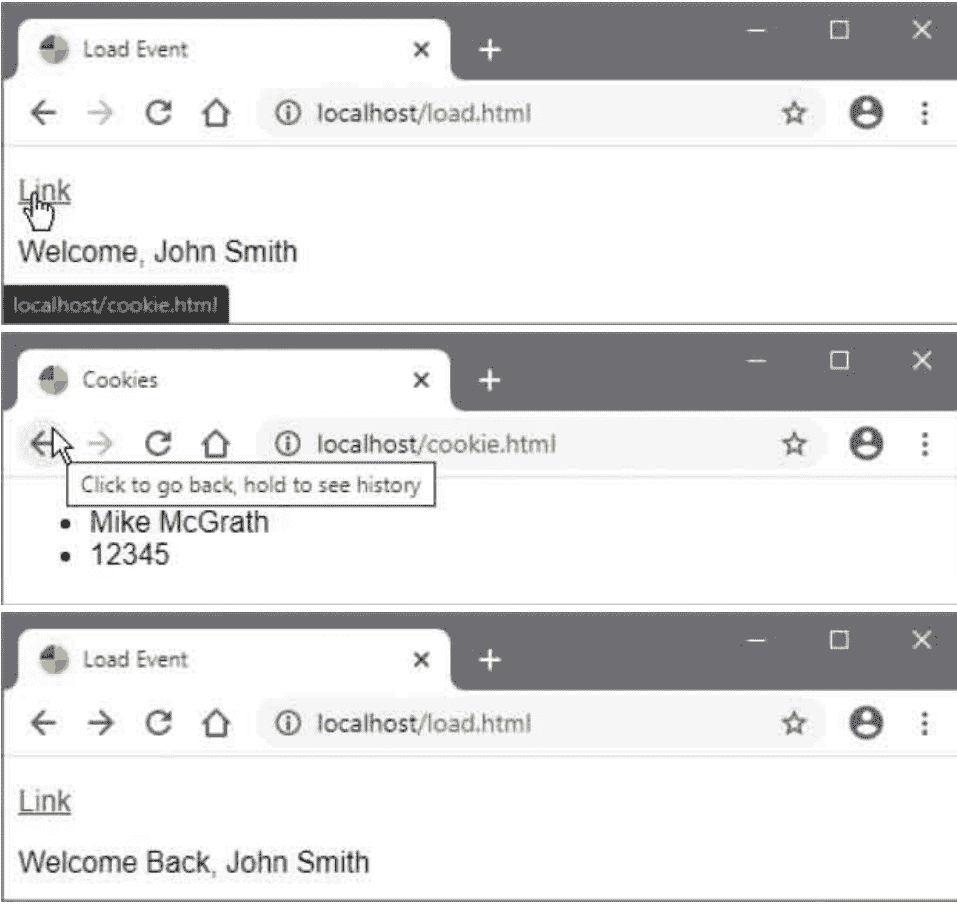 Load Event
localhost/load.html
Link
Welcome, John Smith
localhost/cookie.html
Cookies
localhost/cookie.html
Click to go back, hold to see history
• Mike McGrath
• 12345
Load Event
localhost/load.html
Link
Welcome Back, John Smith